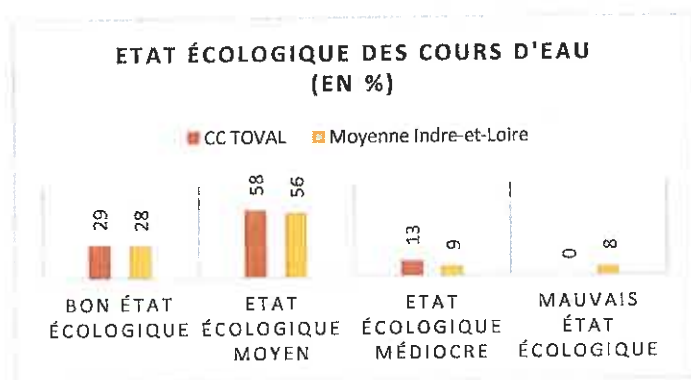 ETAT ÉCOLOGIQUE DES COURS D'EAU
(EN %)
CC TOVAL Moyenne Indre-et-Loire
29 28 58 56 13 9 0 8
BON ÉTAT ÉCOLOGIQUE
ETAT ÉCOLOGIQUE MOYEN
ETAT ÉCOLOGIQUE MÉDIOCRE
MAUVAIS ÉTAT ÉCOLOGIQUE